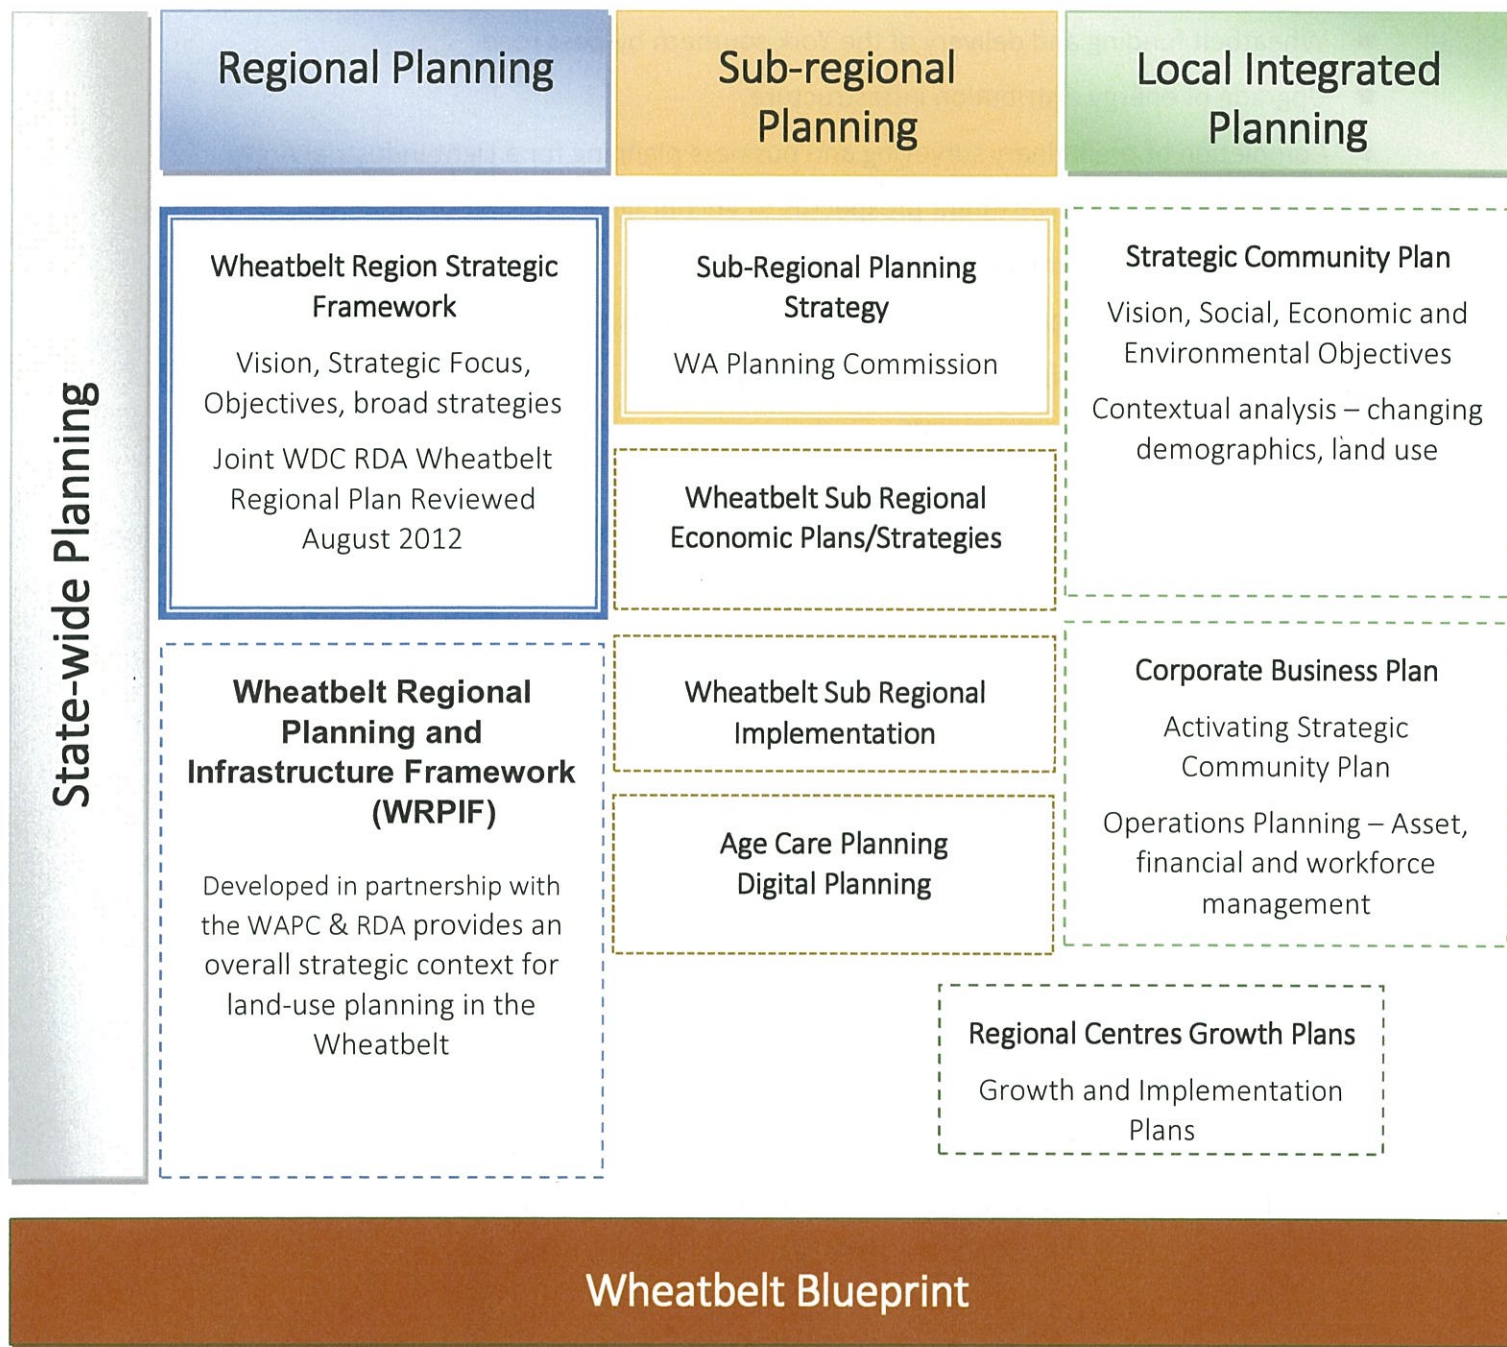 State-wide Planning
Regional Planning
Sub-regional
Planning
Local Integrated
Planning
Wheatbelt Region Strategic
Framework
Vision, Strategic Focus,
Objectives, broad strategies
Joint WDC RDA Wheatbelt
Regional Plan Reviewed
August 2012
Wheatbelt Regional
Planning and
Infrastructure Framework
(WRPIF)
Developed in partnership with
the WAPC & RDA provides an
overall strategic context for
land-use planning in the
Wheatbelt
Sub-Regional Planning
Strategy
WA Planning Commission
Wheatbelt Sub Regional
Economic Plans/Strategies
Wheatbelt Sub Regional
Implementation
Age Care Planning
Digital Planning
Strategic Community Plan
Vision, Social, Economic and
Environmental Objectives
Contextual analysis – changing
demographics, land use
Corporate Business Plan
Activating Strategic
Community Plan
Operations Planning – Asset,
financial and workforce
management
Regional Centres Growth Plans
Growth and Implementation
Plans
Wheatbelt Blueprint